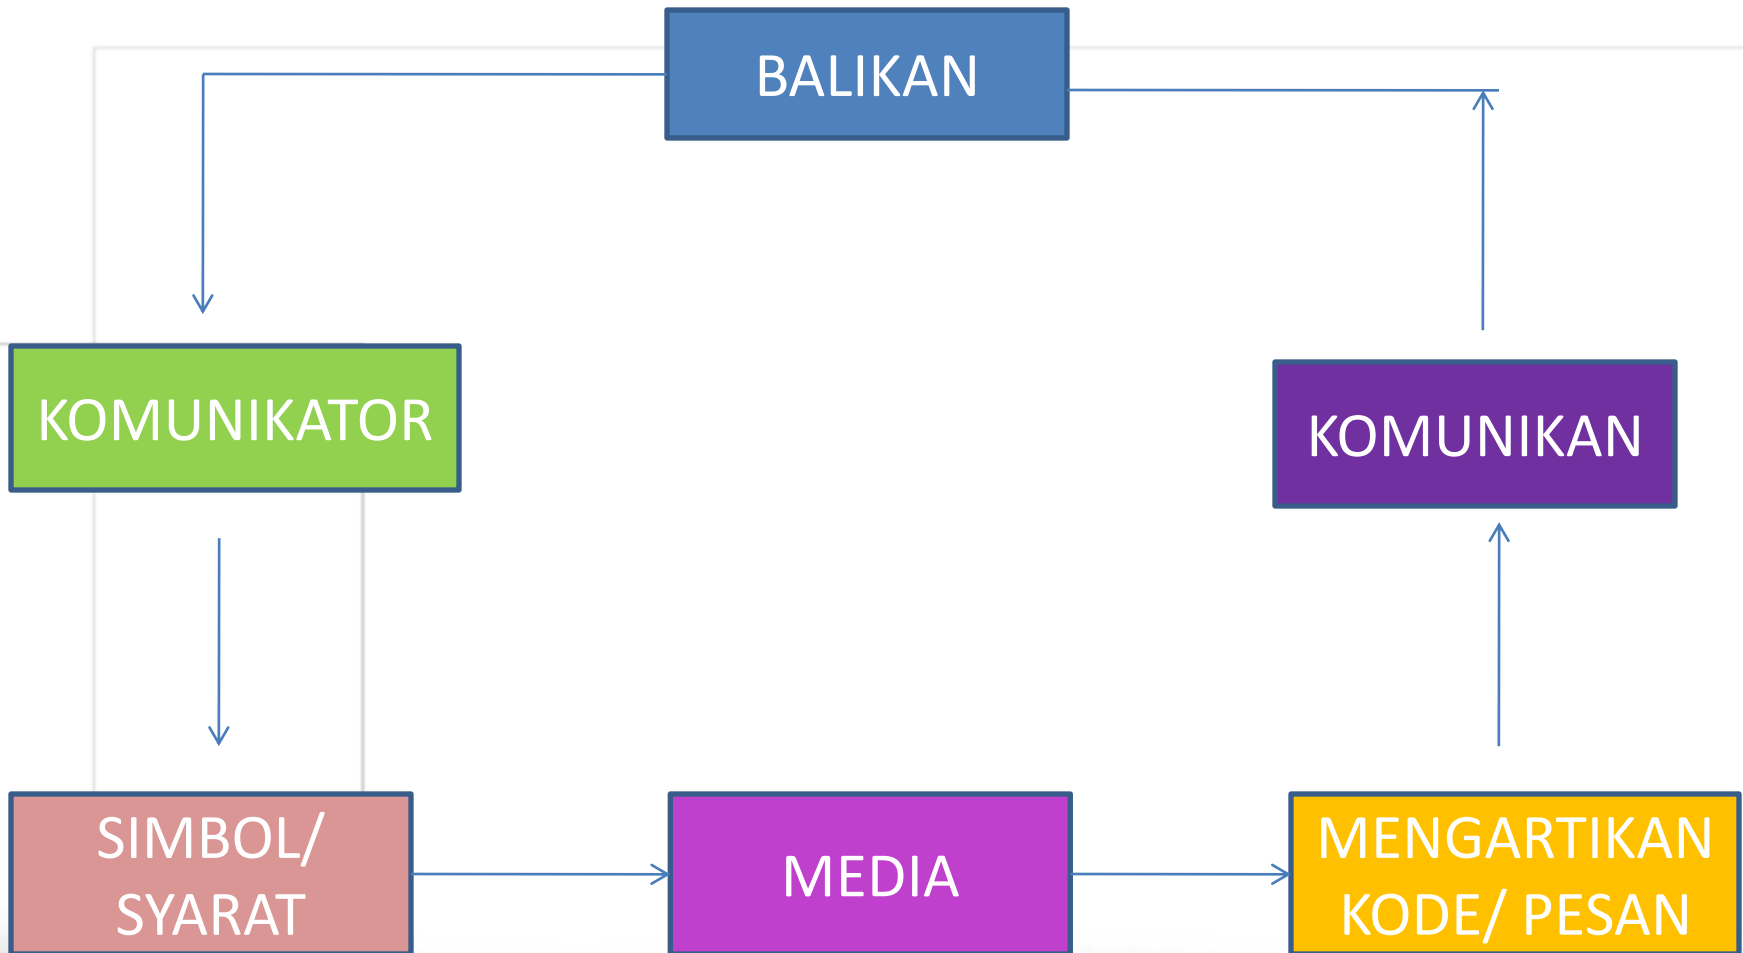 BALIKAN
KOMUNIKATOR
KOMUNIKAN
SIMBOL/
SYARAT
MEDIA
MENGARTIKAN
KODE/ PESAN